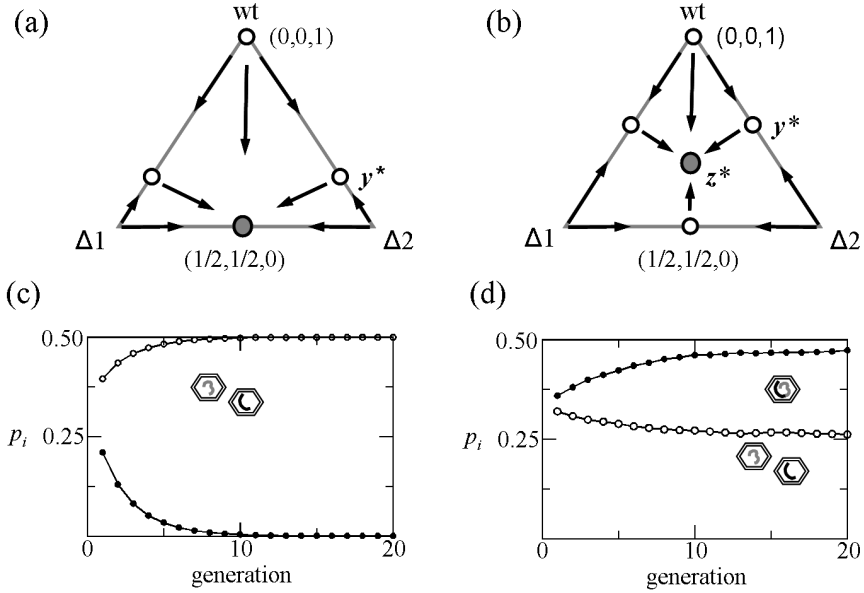 (a)
wt
(0,0,1)
y*
Δ1
Δ2
(1/2,1/2,0)
(b)
wt
(0,0,1)
y*
z*
Δ1
Δ2
(1/2,1/2,0)
(c)
0.50
p_i 0.25
0 10 20
generation
(d)
0.50
p_i 0.25
0 10 20
generation